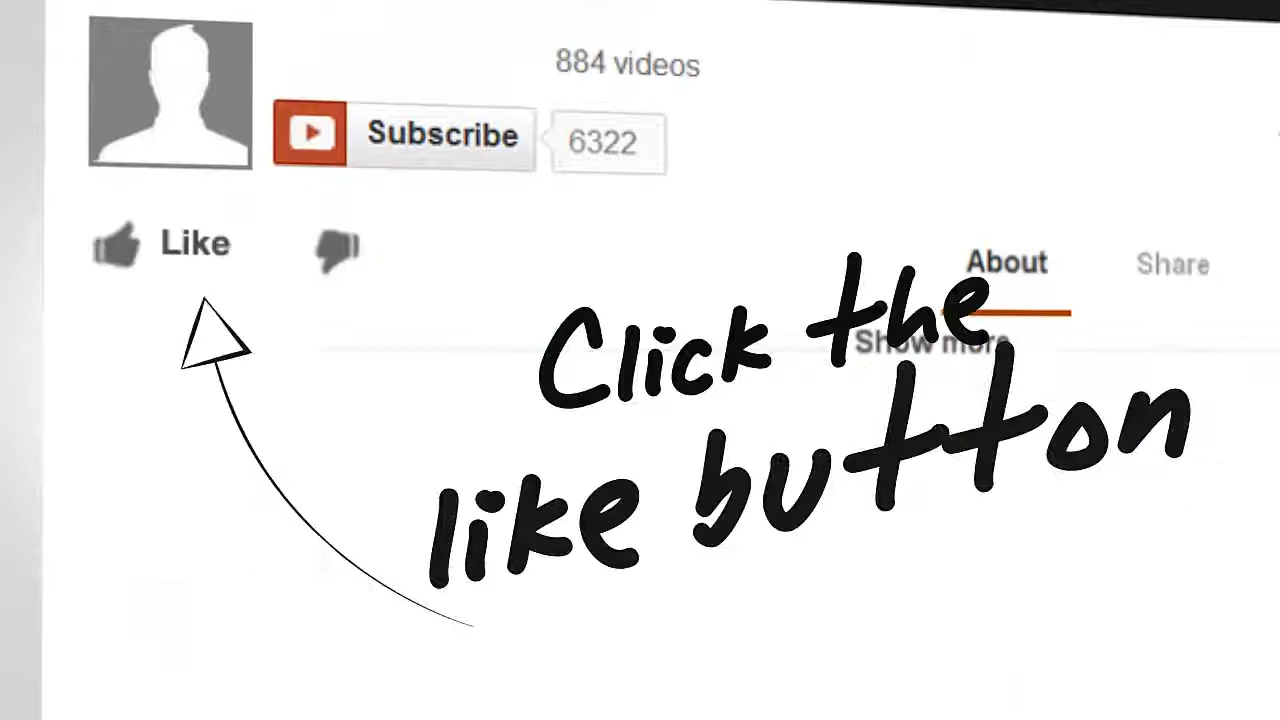 884 videos
Subscribe 6322
Like
About Share
Show more
Click the
like button